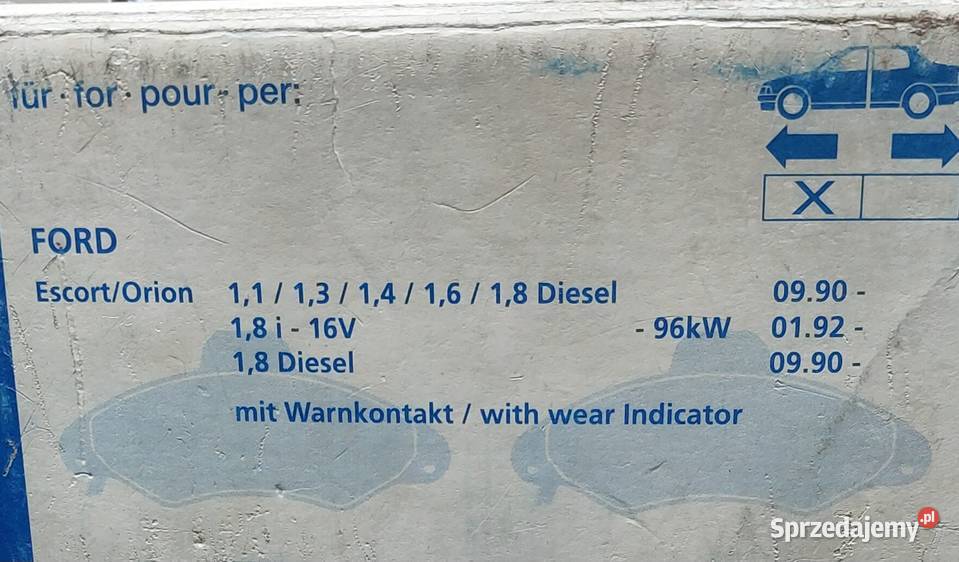 für · for · pour · per:
X
FORD
Escort/Orion 1,1 / 1,3 / 1,4 / 1,6 / 1,8 Diesel 09.90 -
1,8 i - 16V - 96kW 01.92 -
1,8 Diesel 09.90 -
mit Warnkontakt / with wear Indicator
Sprzedajemy.pl